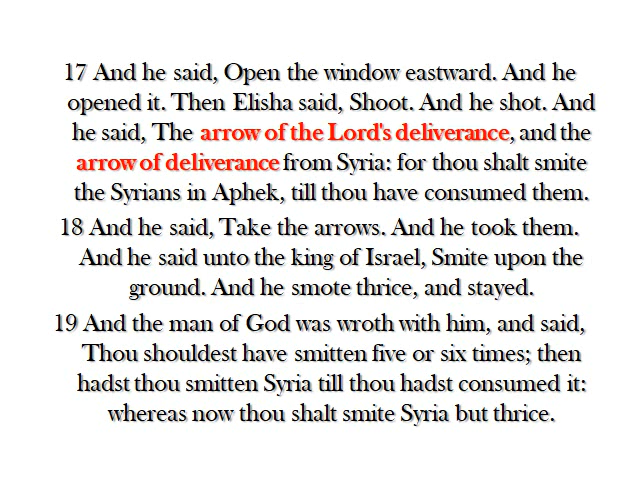 17 And he said, Open the window eastward. And he
opened it. Then Elisha said, Shoot. And he shot. And
he said, The arrow of the Lord's deliverance, and the
arrow of deliverance from Syria: for thou shalt smite
the Syrians in Aphek, till thou have consumed them.
18 And he said, Take the arrows. And he took them.
And he said unto the king of Israel, Smite upon the
ground. And he smote thrice, and stayed.
19 And the man of God was wroth with him, and said,
Thou shouldest have smitten five or six times; then
hadst thou smitten Syria till thou hadst consumed it:
whereas now thou shalt smite Syria but thrice.